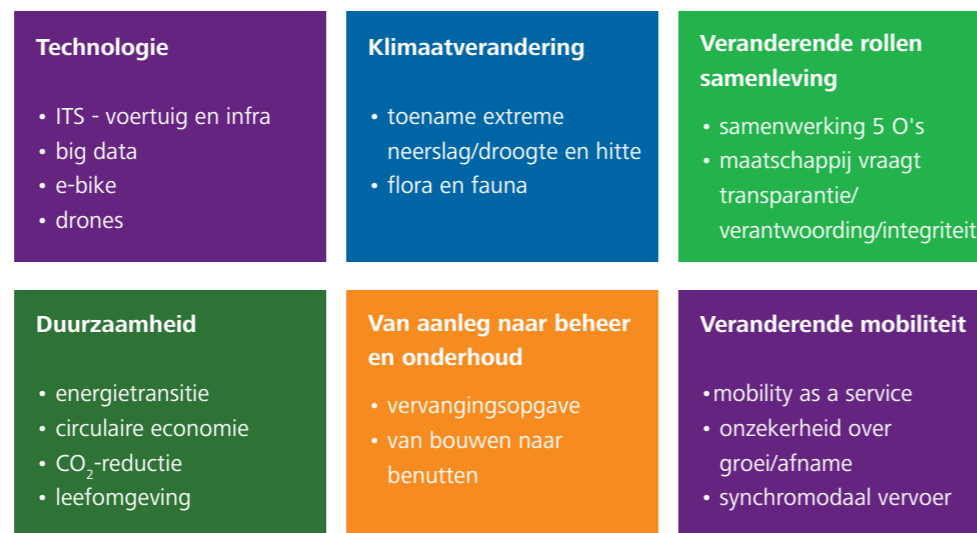 Technologie
• ITS - voertuig en infra
• big data
• e-bike
• drones
Klimaatverandering
• toename extreme
neerslag/droogte en hitte
• flora en fauna
Veranderende rollen
samenleving
• samenwerking 5 O's
• maatschappij vraagt
transparantie/
verantwoording/integriteit
Duurzaamheid
• energietransitie
• circulaire economie
• CO₂-reductie
• leefomgeving
Van aanleg naar beheer
en onderhoud
• vervangingsopgave
• van bouwen naar
benutten
Veranderende mobiliteit
• mobility as a service
• onzekerheid over
groei/afname
• synchromodaal vervoer